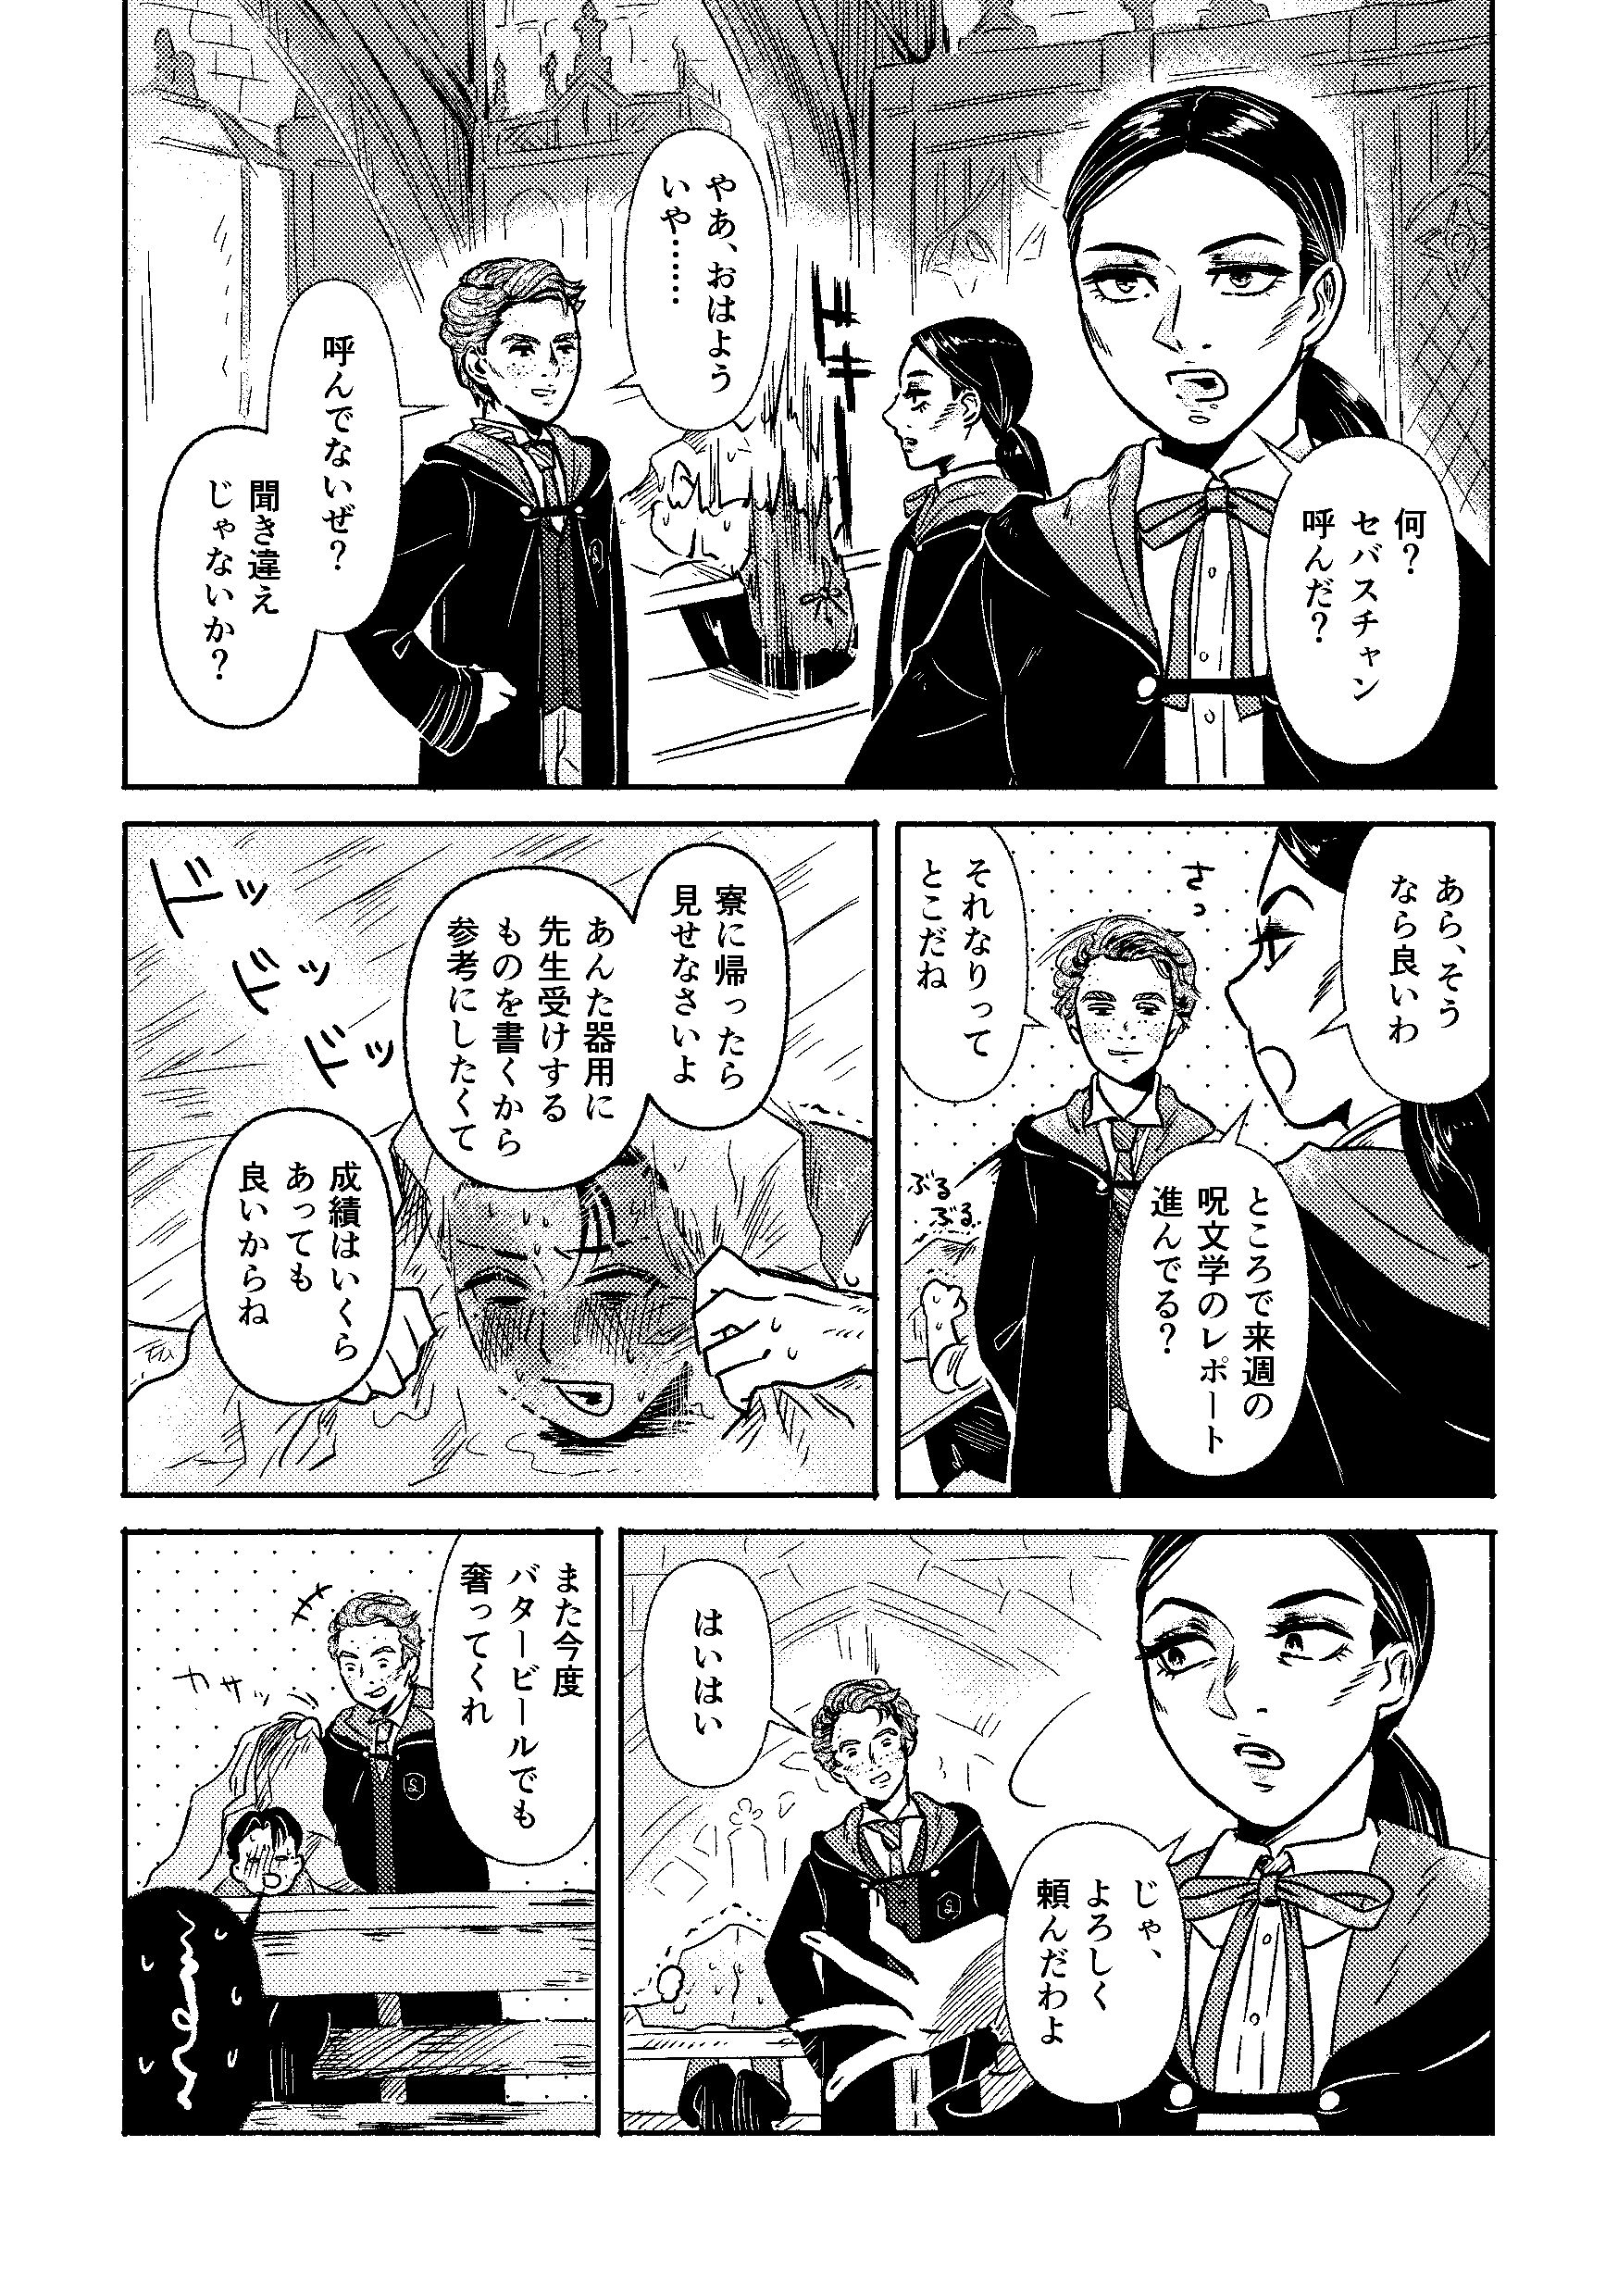 何?
セバスチャン
呼んだ?
ドキ
やあ、おはよう
いや……
呼んでないぜ?
聞き違え
じゃないか?
あら、そう
なら良いわ
さっ
それなりって
とこだね
ところで来週の
呪文学のレポート
進んでる?
ぶるぶる
寮に帰ったら
見せなさいよ
あんた器用に
先生受けする
ものを書くから
参考にしたくて
成績はいくら
あっても
良いからね
ドッ
ドッ
ドッ
じゃ、
よろしく
頼んだわよ
はいはい
また今度
バタービールでも
奢ってくれ
カサッ